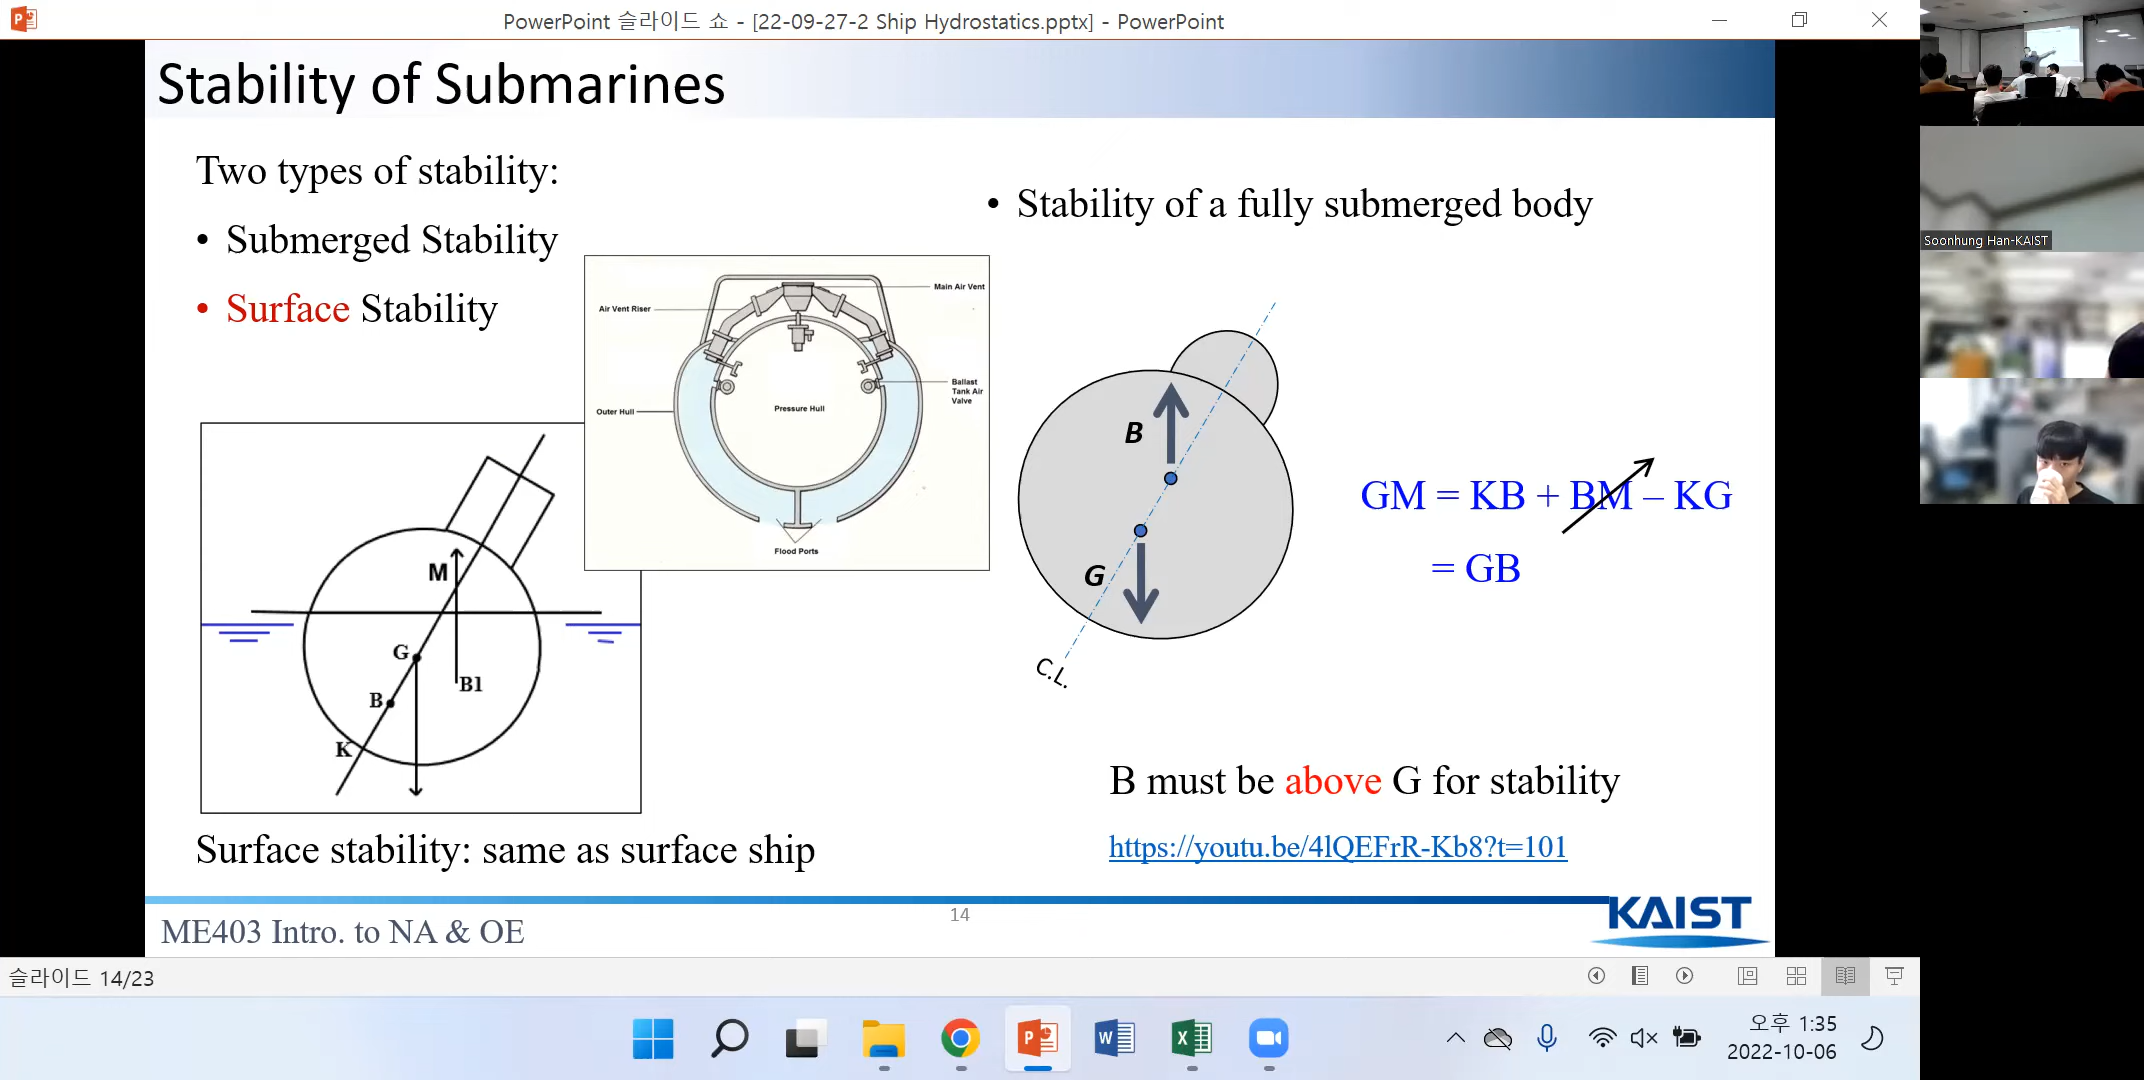 PowerPoint 슬라이드 쇼 - [22-09-27-2 Ship Hydrostatics.pptx] - PowerPoint
Stability of Submarines
Two types of stability:
• Submerged Stability
• Surface Stability
Main Air Vent
Air Vent Riser
Ballast
Tank Air
Valve
Outer Hull
Pressure Hull
Flood Ports
M
G
B1
B
K
Surface stability: same as surface ship
• Stability of a fully submerged body
B
G
C.L.
GM = KB + BM – KG
= GB
B must be above G for stability
https://youtu.be/4lQEFrR-Kb8?t=101
ME403 Intro. to NA & OE
14
KAIST
Soonhung Han-KAIST
슬라이드 14/23
오후 1:35
2022-10-06